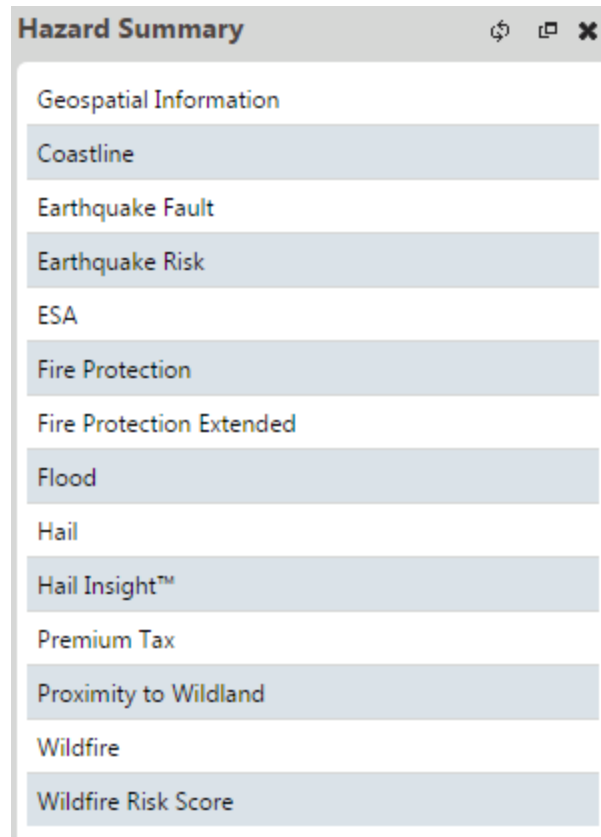 Hazard Summary
Geospatial Information
Coastline
Earthquake Fault
Earthquake Risk
ESA
Fire Protection
Fire Protection Extended
Flood
Hail
Hail Insight™
Premium Tax
Proximity to Wildland
Wildfire
Wildfire Risk Score